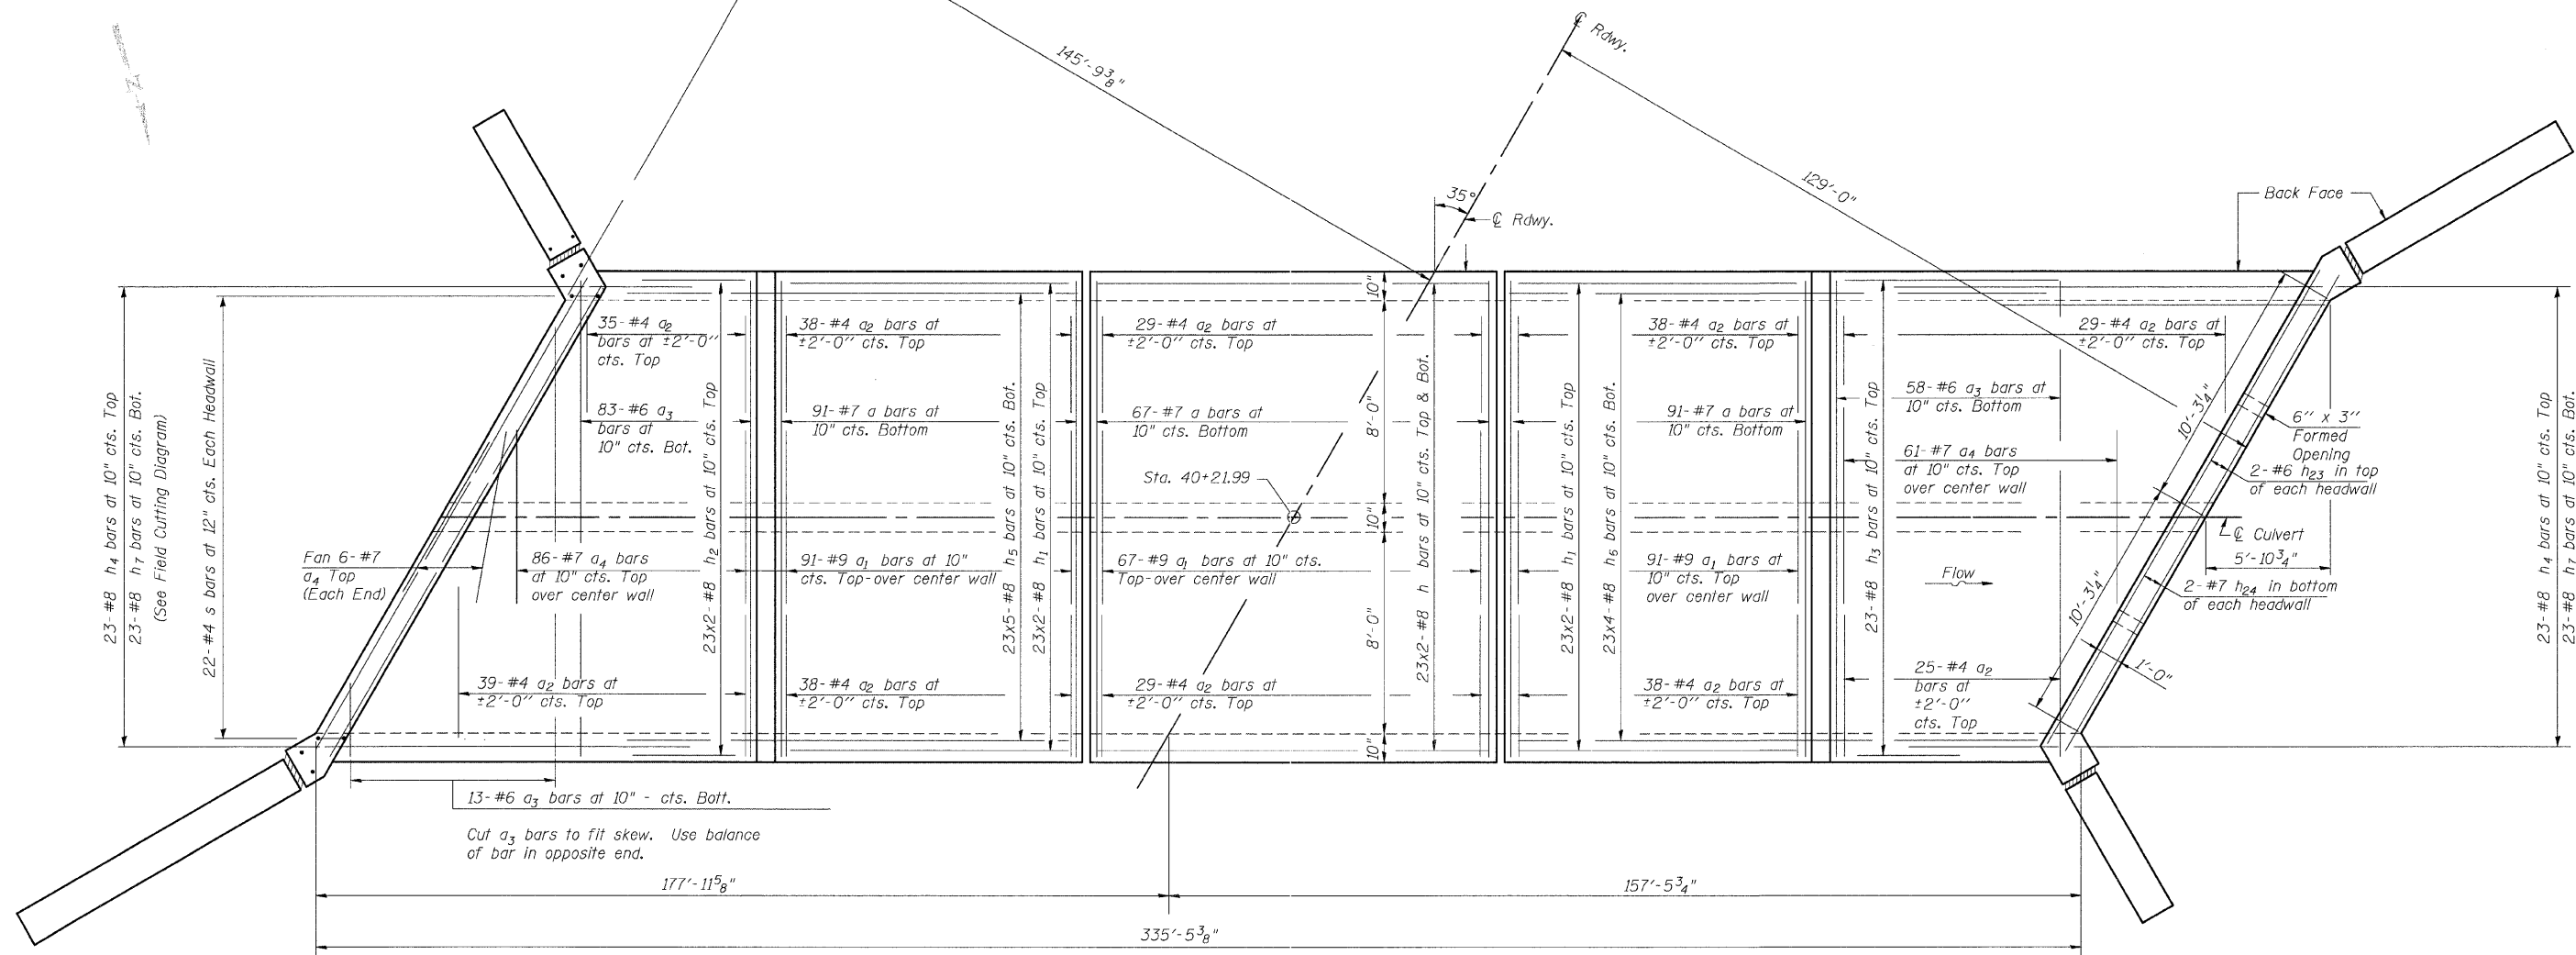 145'-9 3/8"
℄ Rdwy.
129'-0"
35°
℄ Rdwy.
Back Face
23-#8 h4 bars at 10" cts. Top
23-#8 h7 bars at 10" cts. Bot.
(See Field Cutting Diagram)
22-#4 s bars at 12" cts. Each Headwall
35-#4 a2
bars at ±2'-0"
cts. Top
83-#6 a3
bars at
10" cts. Bot.
23x2-#8 h2 bars at 10" cts. Top
38-#4 a2 bars at
±2'-0" cts. Top
91-#7 a bars at
10" cts. Bottom
23x5-#8 h5 bars at 10" cts. Bot.
23x2-#8 h1 bars at 10" cts. Top
29-#4 a2 bars at
±2'-0" cts. Top
67-#7 a bars at
10" cts. Bottom
Sta. 40+21.99
10"
8'-0"
10"
8'-0"
10"
23x2-#8 h bars at 10" cts. Top & Bot.
23x2-#8 h1 bars at 10" cts. Top
23x4-#8 h6 bars at 10" cts. Bot.
38-#4 a2 bars at
±2'-0" cts. Top
91-#7 a bars at
10" cts. Bottom
23-#8 h3 bars at 10" cts. Top
29-#4 a2 bars at
±2'-0" cts. Top
58-#6 a3 bars at
10" cts. Bottom
61-#7 a4 bars
at 10" cts. Top
over center wall
10'-3 1/4"
6" x 3"
Formed
Opening
2-#6 h23 in top
of each headwall
℄ Culvert
5'-10 3/4"
2-#7 h24 in bottom
of each headwall
Flow
10'-3 1/4"
1'-0"
23-#8 h4 bars at 10" cts. Top
23-#8 h7 bars at 10" cts. Bot.
Fan 6-#7
a4 Top
(Each End)
86-#7 a4 bars
at 10" cts. Top
over center wall
91-#9 a1 bars at 10"
cts. Top-over center wall
67-#9 a1 bars at 10" cts.
Top-over center wall
91-#9 a1 bars at
10" cts. Top
over center wall
39-#4 a2 bars at
±2'-0" cts. Top
38-#4 a2 bars at
±2'-0" cts. Top
29-#4 a2 bars at
±2'-0" cts. Top
38-#4 a2 bars at
±2'-0" cts. Top
25-#4 a2
bars at
±2'-0"
cts. Top
13-#6 a3 bars at 10" - cts. Bott.
Cut a3 bars to fit skew. Use balance
of bar in opposite end.
177'-11 5/8"
157'-5 3/4"
335'-5 3/8"